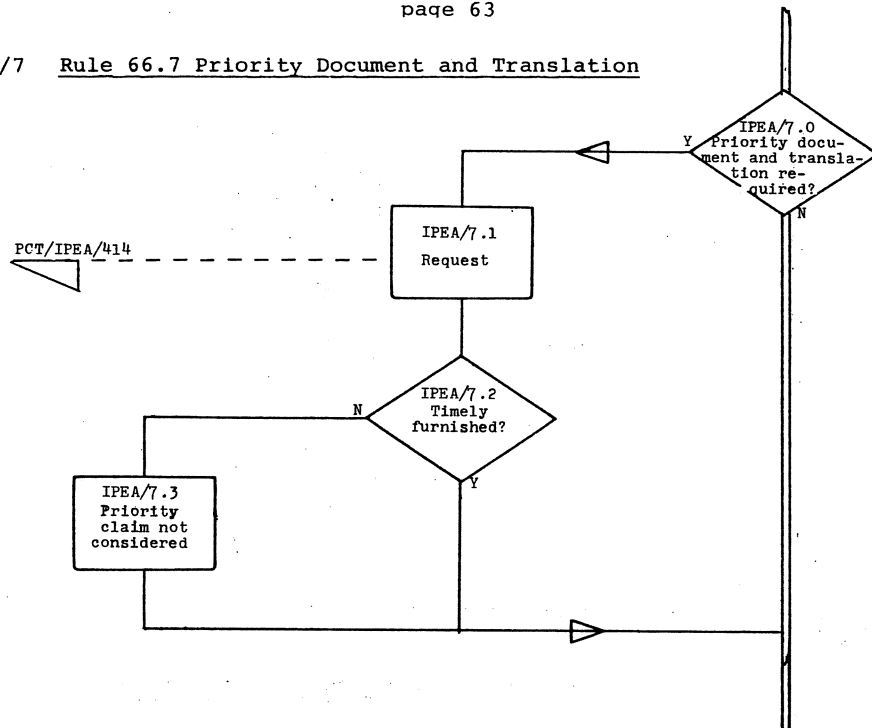 page 63
/7 Rule 66.7 Priority Document and Translation
IPEA/7.0
Y Priority docu-
ment and transla-
tion re-
quired?
N
IPEA/7.1
Request
PCT/IPEA/414
IPEA/7.2
N Timely
furnished?
Y
IPEA/7.3
Priority
claim not
considered